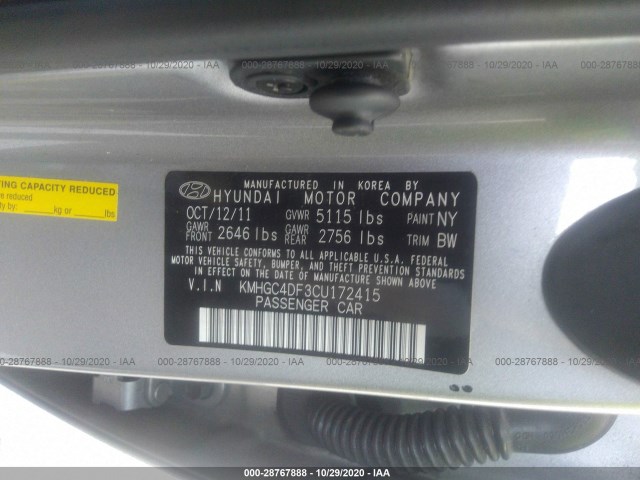 000-28767888 - 10/29/2020 - IAA
000-28767888 - 10/29/2020 - IAA
000-28767888 - 10/29/2020 - IAA
YING CAPACITY REDUCED
reduced
by: ______kg or ______lbs
MANUFACTURED IN KOREA BY
HYUNDAI MOTOR COMPANY
OCT/12/11 GVWR 5115 lbs PAINT NY
GAWR FRONT 2646 lbs GAWR REAR 2756 lbs TRIM BW
THIS VEHICLE CONFORMS TO ALL APPLICABLE U.S.A. FEDERAL
MOTOR VEHICLE SAFETY, BUMPER, AND THEFT PREVENTION STANDARDS
IN EFFECT ON THE DATE OF MANUFACTURE SHOWN ABOVE.
V.I.N KMHGC4DF3CU172415
PASSENGER CAR
000-28767888 - 10/29/2020 - IAA
000-28767888 - 10/29/2020 - IAA
000-28767888 - 10/29/2020 - IAA
000-28767888 - 10/29/2020 - IAA